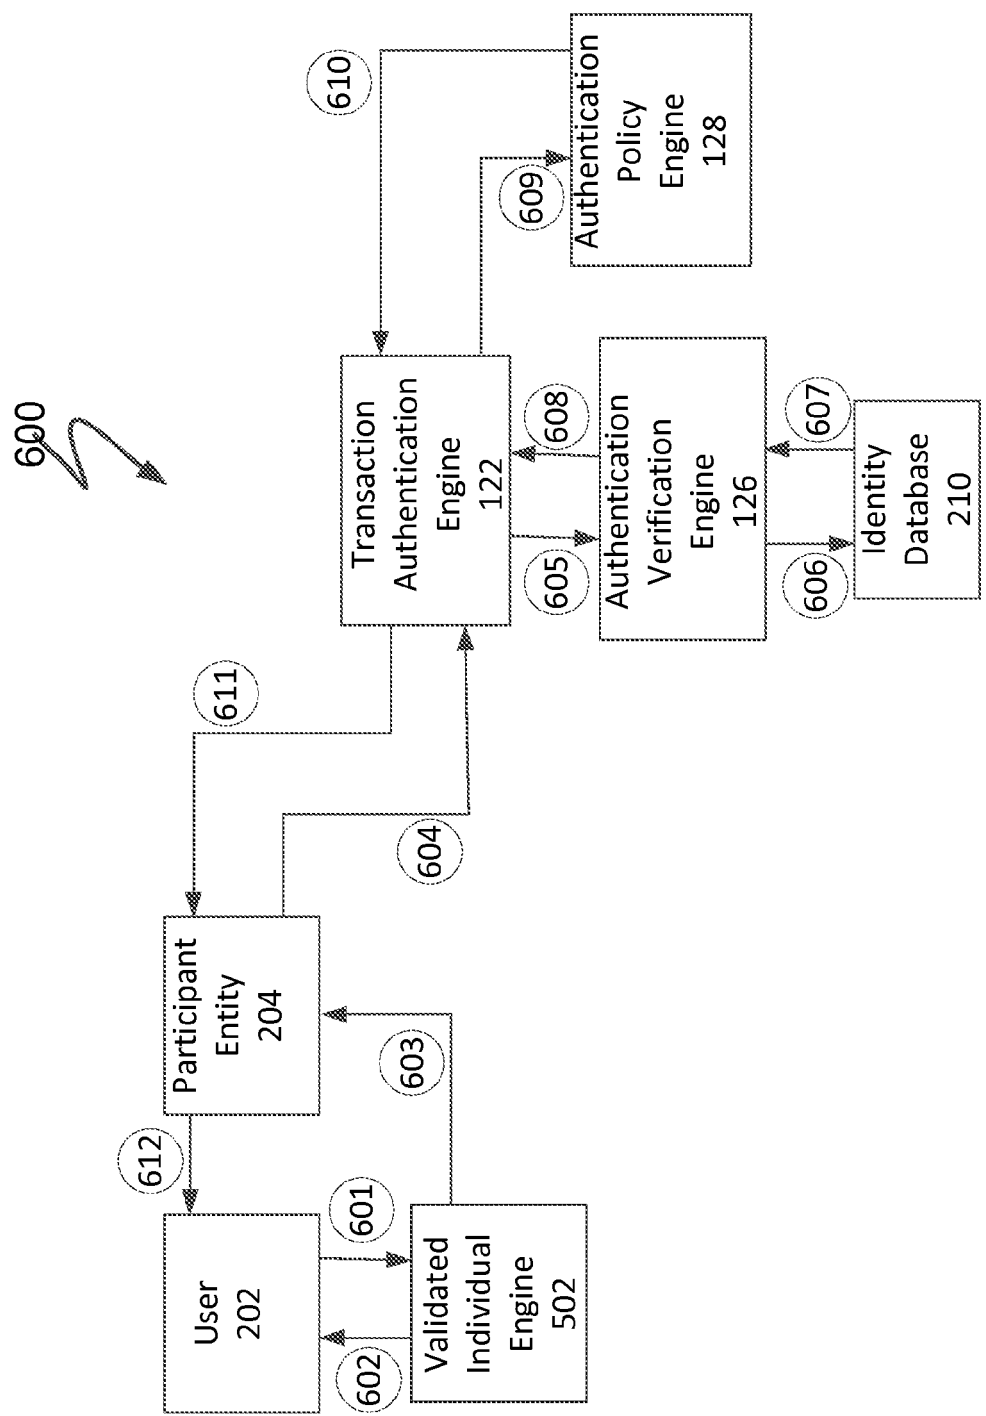 600
User
202
612
Participant
Entity
204
611
601
602
Validated
Individual
Engine
502
603
604
Transaction
Authentication
Engine
122
610
609
Authentication
Policy
Engine
128
605
608
Authentication
Verification
Engine
126
606
607
Identity
Database
210